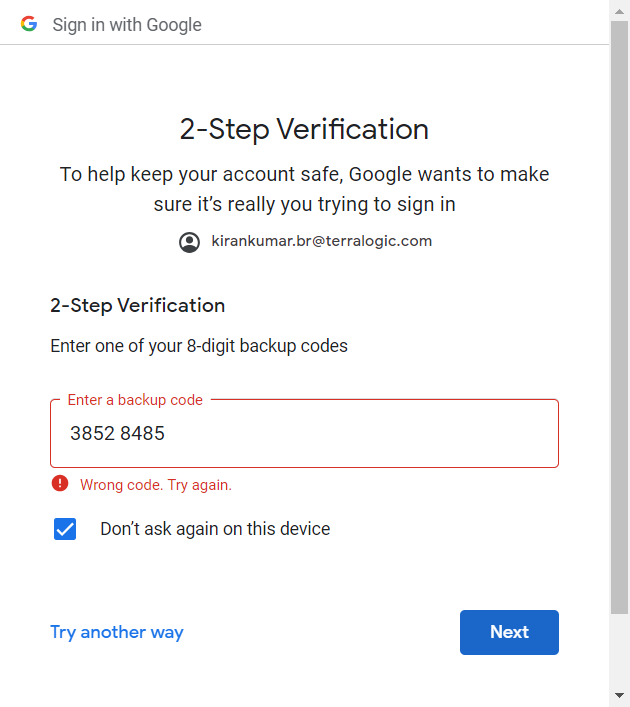 Sign in with Google
2-Step Verification
To help keep your account safe, Google wants to make
sure it’s really you trying to sign in
kirankumar.br@terralogic.com
2-Step Verification
Enter one of your 8-digit backup codes
Enter a backup code
3852 8485
Wrong code. Try again.
Don’t ask again on this device
Try another way
Next